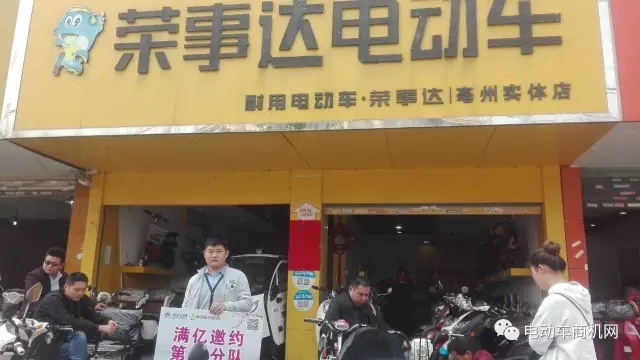 荣事达电动车
耐用电动车·荣事达|亳州实体店
满亿邀约
第 分队
电动车商机网